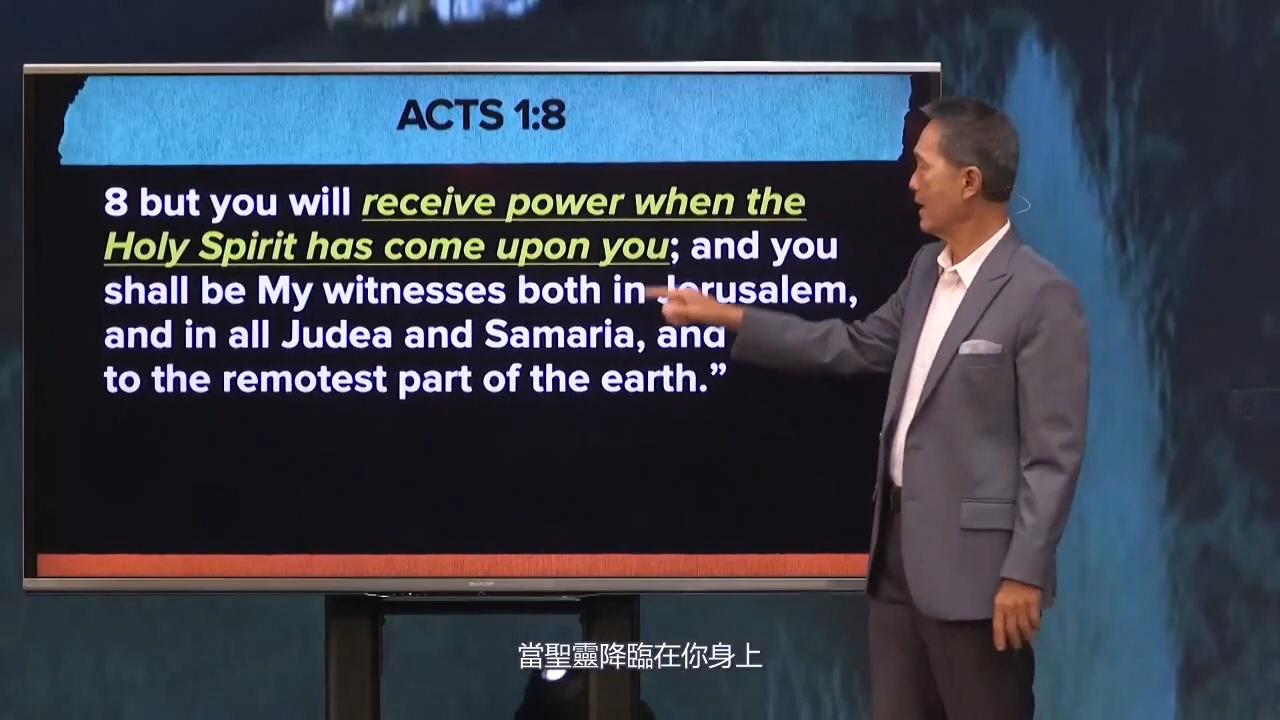 ACTS 1:8
8 but you will receive power when the
Holy Spirit has come upon you; and you
shall be My witnesses both in Jerusalem,
and in all Judea and Samaria, and
to the remotest part of the earth.”
SHARP
當聖靈降臨在你身上